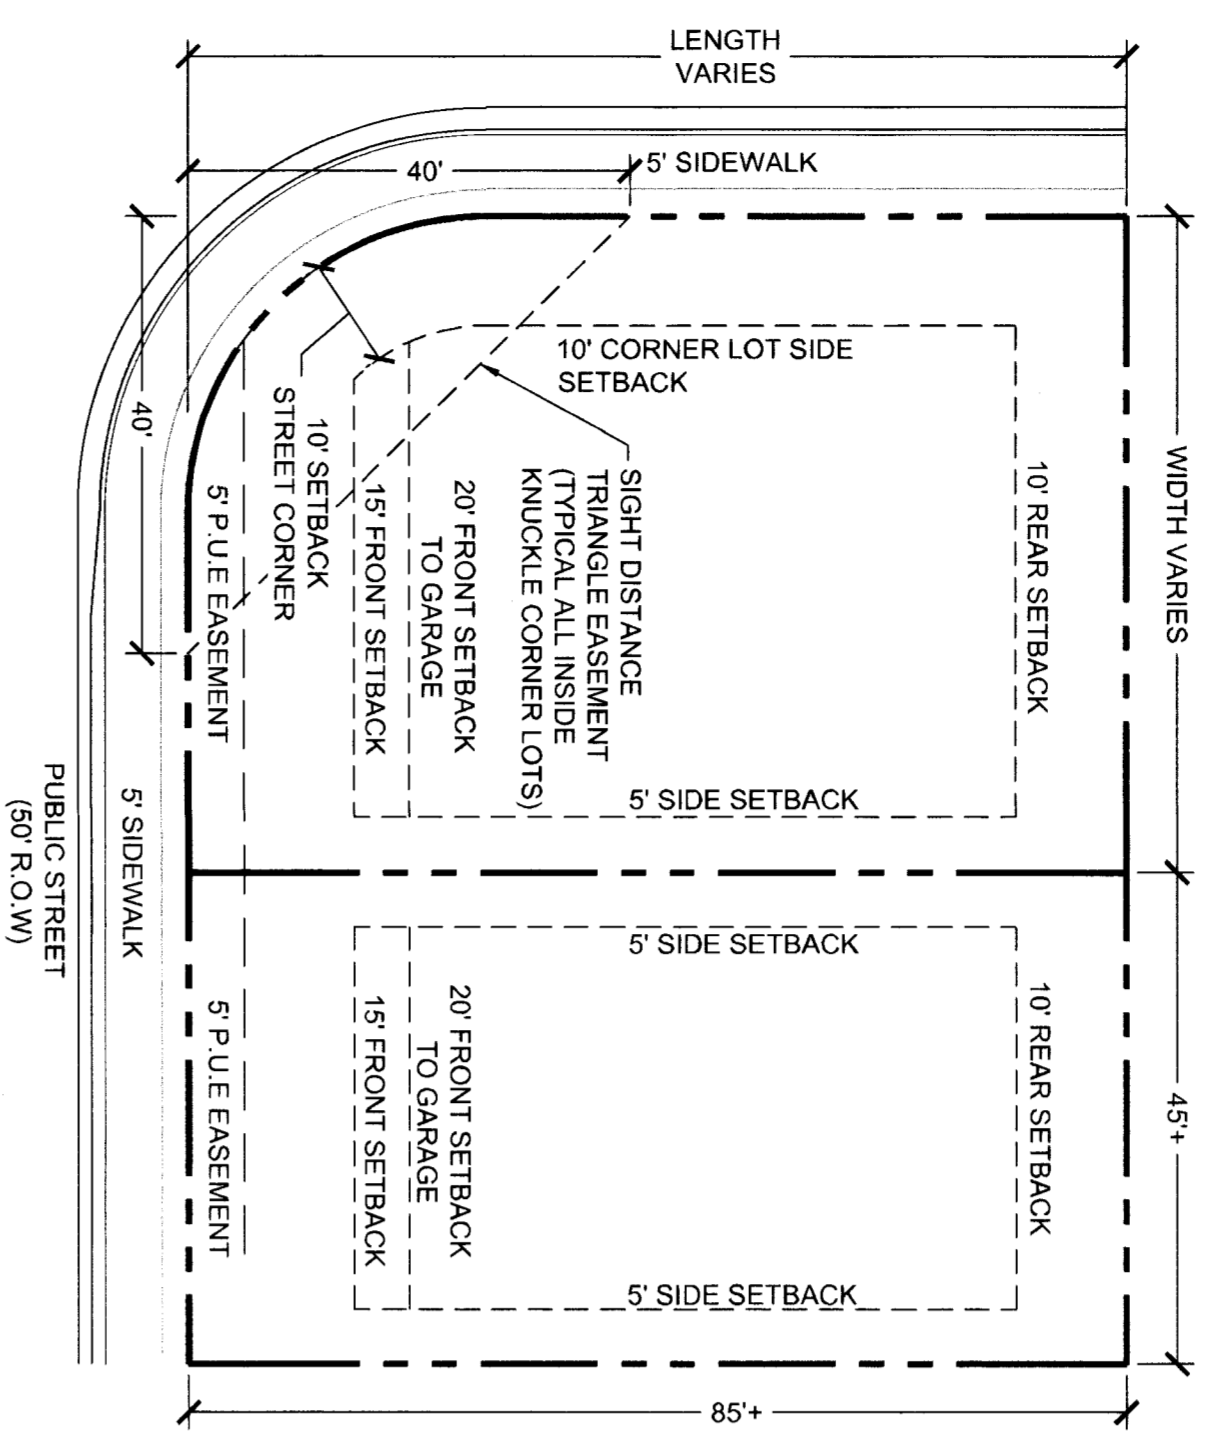 LENGTH
VARIES
40'
5' SIDEWALK
10' CORNER LOT SIDE
SETBACK
40'
10' SETBACK
STREET CORNER
5' P.U.E EASEMENT
15' FRONT SETBACK
20' FRONT SETBACK
TO GARAGE
SIGHT DISTANCE
TRIANGLE EASEMENT
(TYPICAL ALL INSIDE
KNUCKLE CORNER LOTS)
10' REAR SETBACK
WIDTH VARIES
5' SIDE SETBACK
PUBLIC STREET
(50' R.O.W)
5' SIDEWALK
5' SIDE SETBACK
5' P.U.E EASEMENT
15' FRONT SETBACK
20' FRONT SETBACK
TO GARAGE
10' REAR SETBACK
45'+
5' SIDE SETBACK
85'+